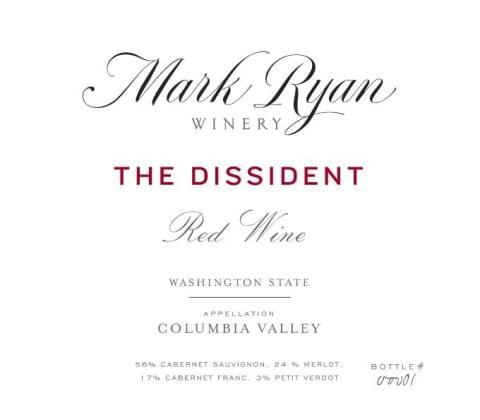 Mark Ryan
WINERY
THE DISSIDENT
Red Wine
WASHINGTON STATE
APPELLATION
COLUMBIA VALLEY
56% CABERNET SAUVIGNON, 24 % MERLOT,
17% CABERNET FRANC, 3% PETIT VERDOT
BOTTLE#
00001